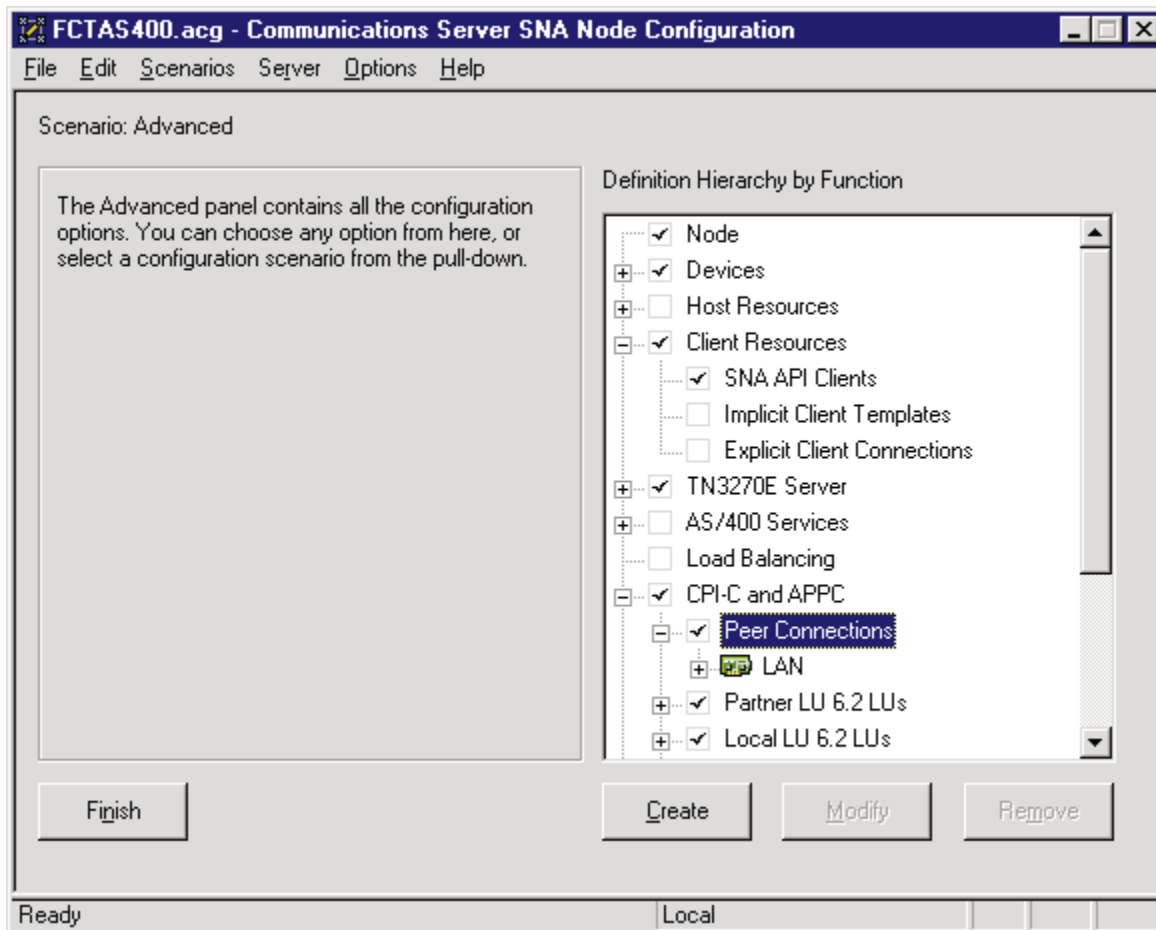 FCTAS400.acg - Communications Server SNA Node Configuration
File Edit Scenarios Server Options Help
Scenario: Advanced
The Advanced panel contains all the configuration
options. You can choose any option from here, or
select a configuration scenario from the pull-down.
Definition Hierarchy by Function
Node
Devices
Host Resources
Client Resources
SNA API Clients
Implicit Client Templates
Explicit Client Connections
TN3270E Server
AS/400 Services
Load Balancing
CPI-C and APPC
Peer Connections
LAN
Partner LU 6.2 LUs
Local LU 6.2 LUs
Finish
Create
Modify
Remove
Ready
Local